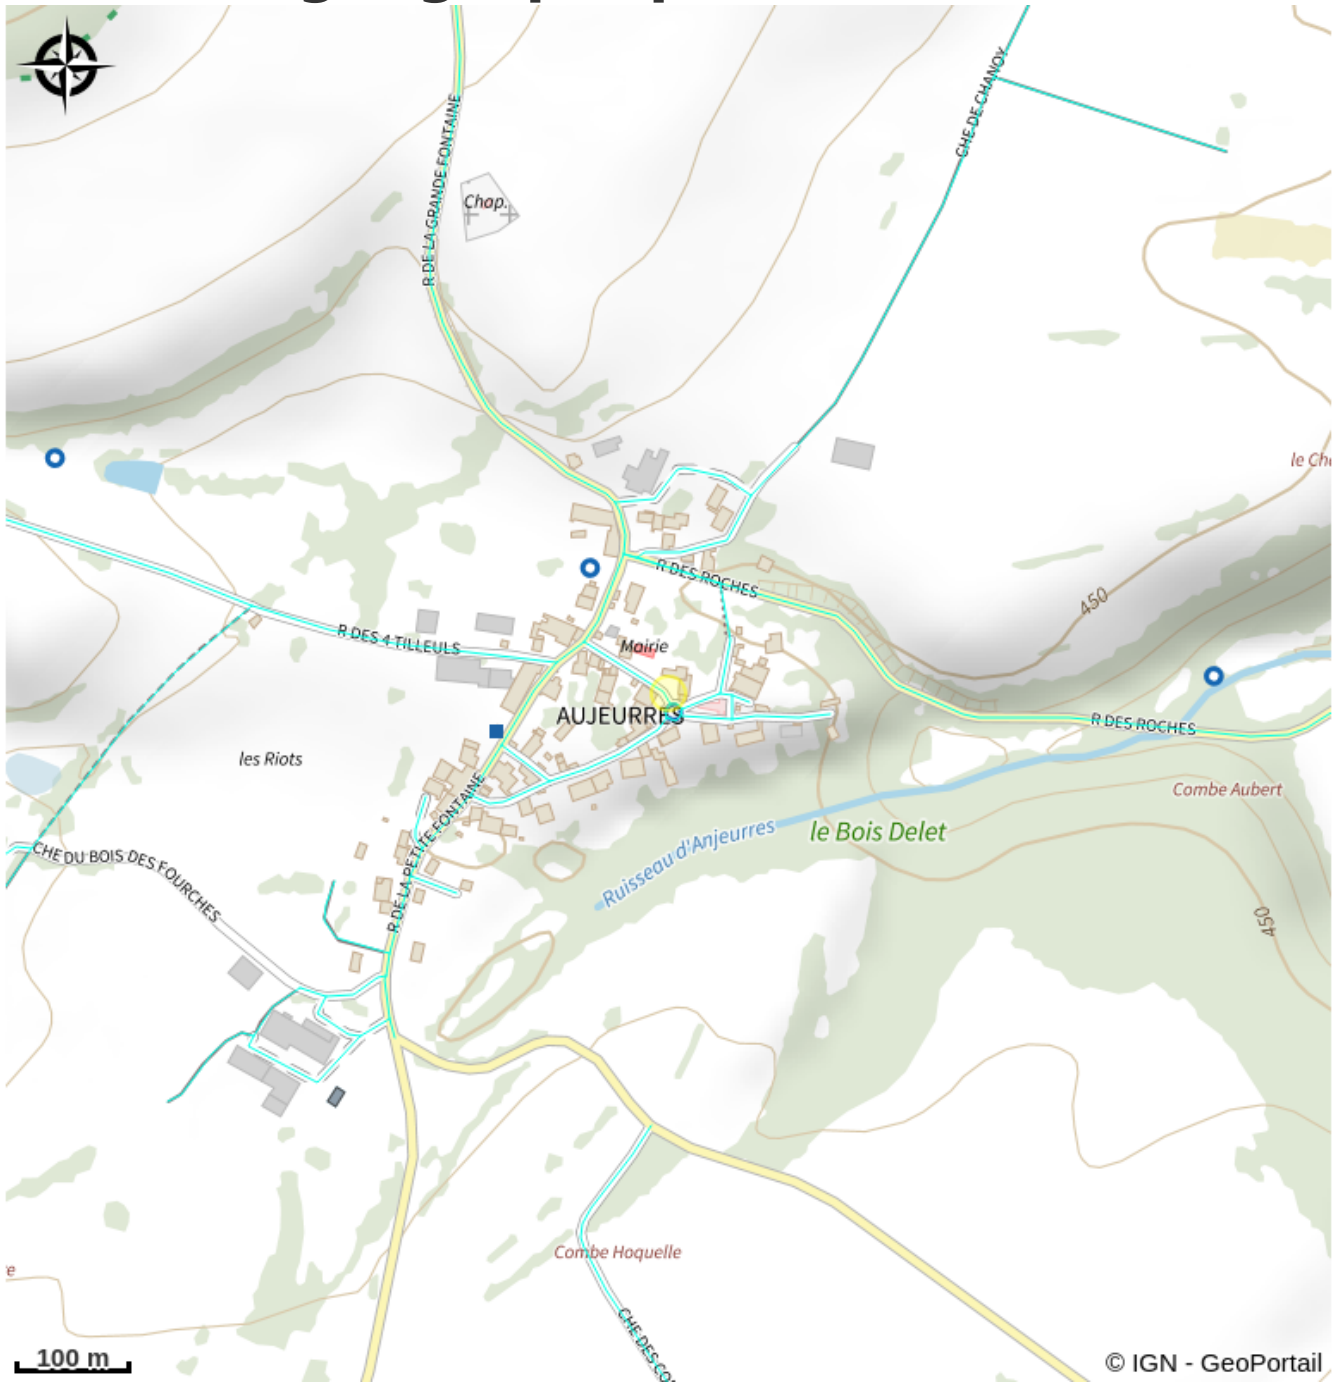 R DE LA GRANDE FONTAINE
Chap.
CHE DE CHANOY
R DES ROCHES
450
R DES 4 TILLEULS
Mairie
AUJEURRES
R DES ROCHES
les Riots
Combe Aubert
le Bois Delet
Ruisseau d'Anjeurres
R DE LA PETITE FONTAINE
CHE DU BOIS DES FOURCHES
450
Combe Hoquelle
100 m
© IGN - GeoPortail